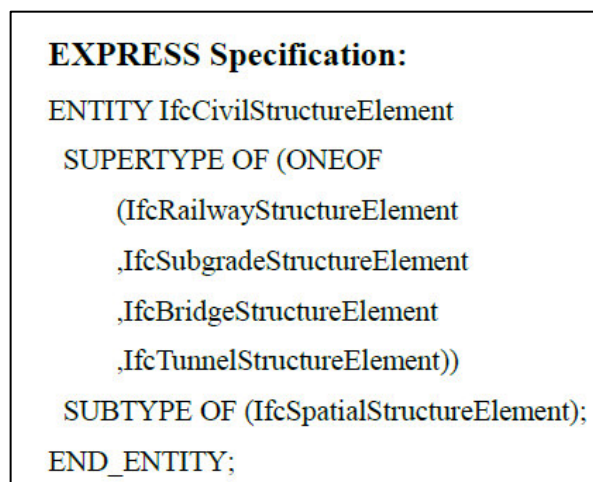 EXPRESS Specification:
ENTITY IfcCivilStructureElement
SUPERTYPE OF (ONEOF
(IfcRailwayStructureElement
,IfcSubgradeStructureElement
,IfcBridgeStructureElement
,IfcTunnelStructureElement))
SUBTYPE OF (IfcSpatialStructureElement);
END_ENTITY;